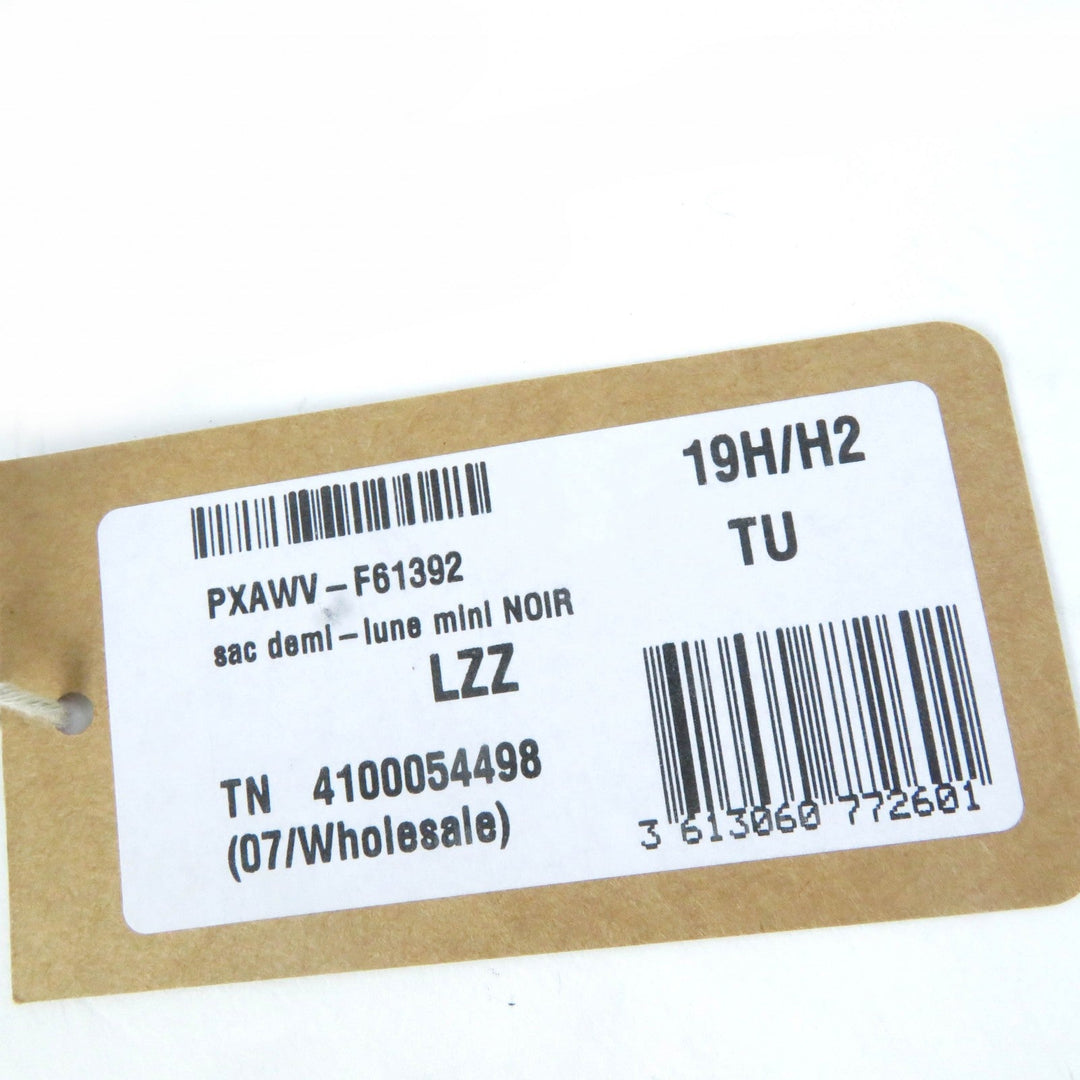 PXAWV-F61392
sac demi-lune mini NOIR
LZZ
TN 4100054498
(07/Wholesale)
19H/H2
TU
3 613060 772601